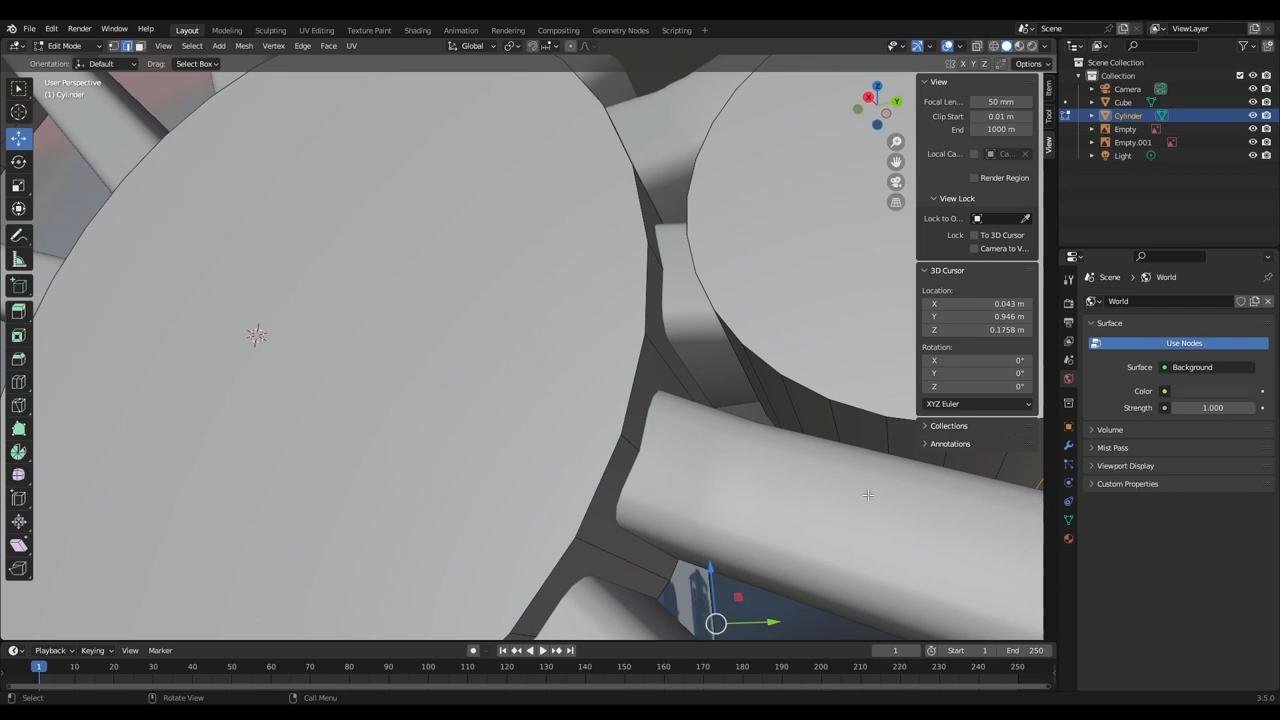 File Edit Render Window Help Layout Modeling Sculpting UV Editing Texture Paint Shading Animation Rendering Compositing Geometry Nodes Scripting + Scene ViewLayer
Edit Mode View Select Add Mesh Vertex Edge Face UV Global
Orientation: Default Drag: Select Box X Y Z Options
User Perspective
(1) Cylinder
X
Y
Z
Item
Tool
View
View
Focal Len... 50 mm
Clip Start 0.01 m
End 1000 m
Local Ca... Ca...
Render Region
View Lock
Lock to O...
Lock To 3D Cursor
Camera to V...
3D Cursor
Location:
X 0.043 m
Y 0.946 m
Z 0.1758 m
Rotation:
X 0°
Y 0°
Z 0°
XYZ Euler
Collections
Annotations
Scene Collection
Collection
Camera
Cube
Cylinder
Empty
Empty.001
Light
Scene World
World
Surface
Use Nodes
Surface Background
Color
Strength 1.000
Volume
Mist Pass
Viewport Display
Custom Properties
Playback Keying View Marker 1 Start 1 End 250
1 10 20 30 40 50 60 70 80 90 100 110 120 130 140 150 160 170 180 190 200 210 220 230 240 250
Select Rotate View Call Menu 3.5.0